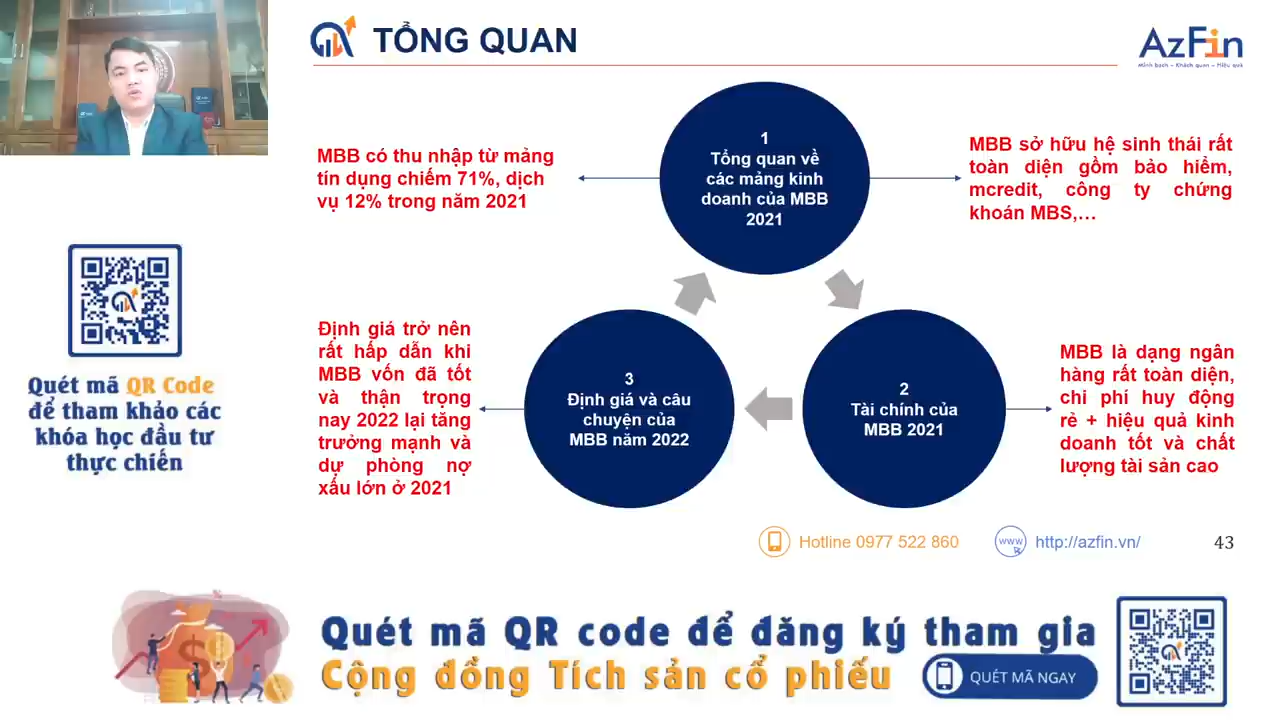 TỔNG QUAN
AzFin
Minh bạch - Khách quan - Hiệu quả
1
Tổng quan về
các mảng kinh
doanh của MBB
2021
MBB có thu nhập từ mảng
tín dụng chiếm 71%, dịch
vụ 12% trong năm 2021
MBB sở hữu hệ sinh thái rất
toàn diện gồm bảo hiểm,
mcredit, công ty chứng
khoán MBS,…
Định giá trở nên
rất hấp dẫn khi
MBB vốn đã tốt
và thận trọng
nay 2022 lại tăng
trưởng mạnh và
dự phòng nợ
xấu lớn ở 2021
3
Định giá và câu
chuyện của
MBB năm 2022
2
Tài chính của
MBB 2021
MBB là dạng ngân
hàng rất toàn diện,
chi phí huy động
rẻ + hiệu quả kinh
doanh tốt và chất
lượng tài sản cao
Quét mã QR Code
để tham khảo các
khóa học đầu tư
thực chiến
Hotline 0977 522 860
www
http://azfin.vn/
43
Quét mã QR code để đăng ký tham gia
Cộng đồng Tích sản cổ phiếu
QUÉT MÃ NGAY